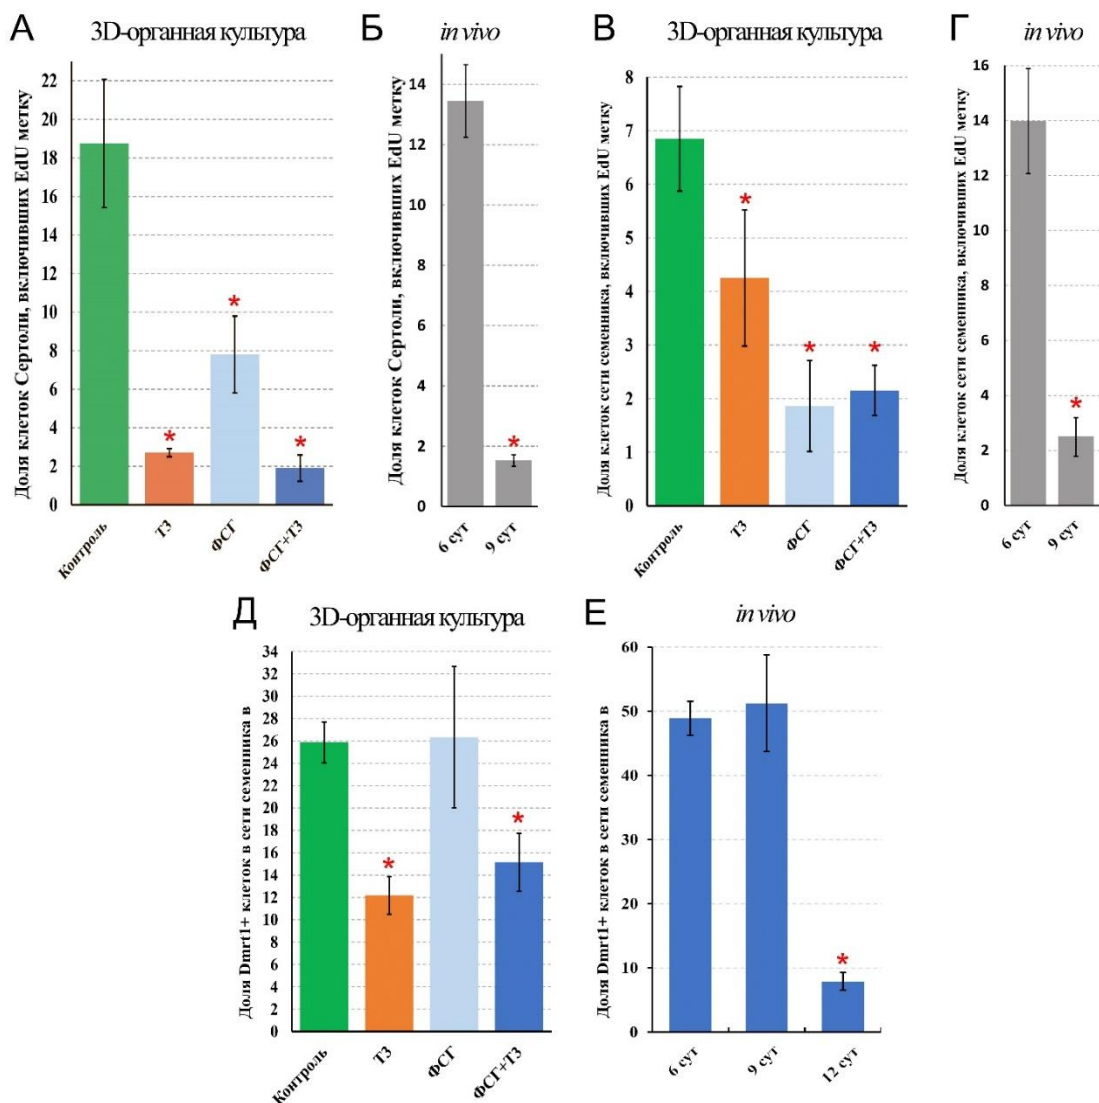 А
3D-органная культура
Доля клеток Сертоли, включивших EdU метку
22
20
18
16
14
12
10
8
6
4
2
0
*
*
*
Контроль
Т3
ФСГ
ФСГ+Т3
Б
in vivo
Доля клеток Сертоли, включивших EdU метку
14
12
10
8
6
4
2
0
*
6 сут
9 сут
В
3D-органная культура
Доля клеток сети семенника, включивших EdU метку
8
7
6
5
4
3
2
1
0
*
*
*
Контроль
Т3
ФСГ
ФСГ+Т3
Г
in vivo
Доля клеток сети семенника, включивших EdU метку
16
14
12
10
8
6
4
2
0
*
6 сут
9 сут
Д
3D-органная культура
Доля Dmrt1+ клеток в сети семенника в
34
32
30
28
26
24
22
20
18
16
14
12
10
8
6
4
2
0
*
*
Контроль
Т3
ФСГ
ФСГ+Т3
Е
in vivo
Доля Dmrt1+ клеток в сети семенника в
60
50
40
30
20
10
0
*
6 сут
9 сут
12 сут